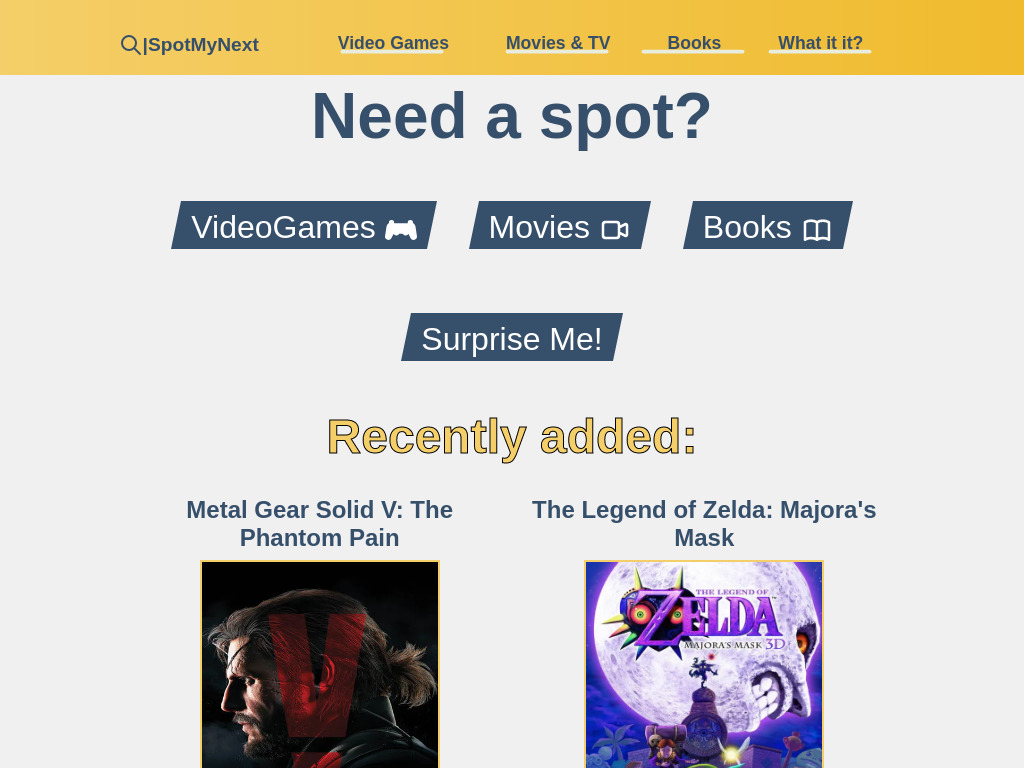 |SpotMyNext
Video Games
Movies & TV
Books
What it it?
Need a spot?
VideoGames
Movies
Books
Surprise Me!
Recently added:
Metal Gear Solid V: The
Phantom Pain
The Legend of Zelda: Majora's
Mask
V
THE LEGEND OF
ZELDA™
MAJORA'S MASK 3D